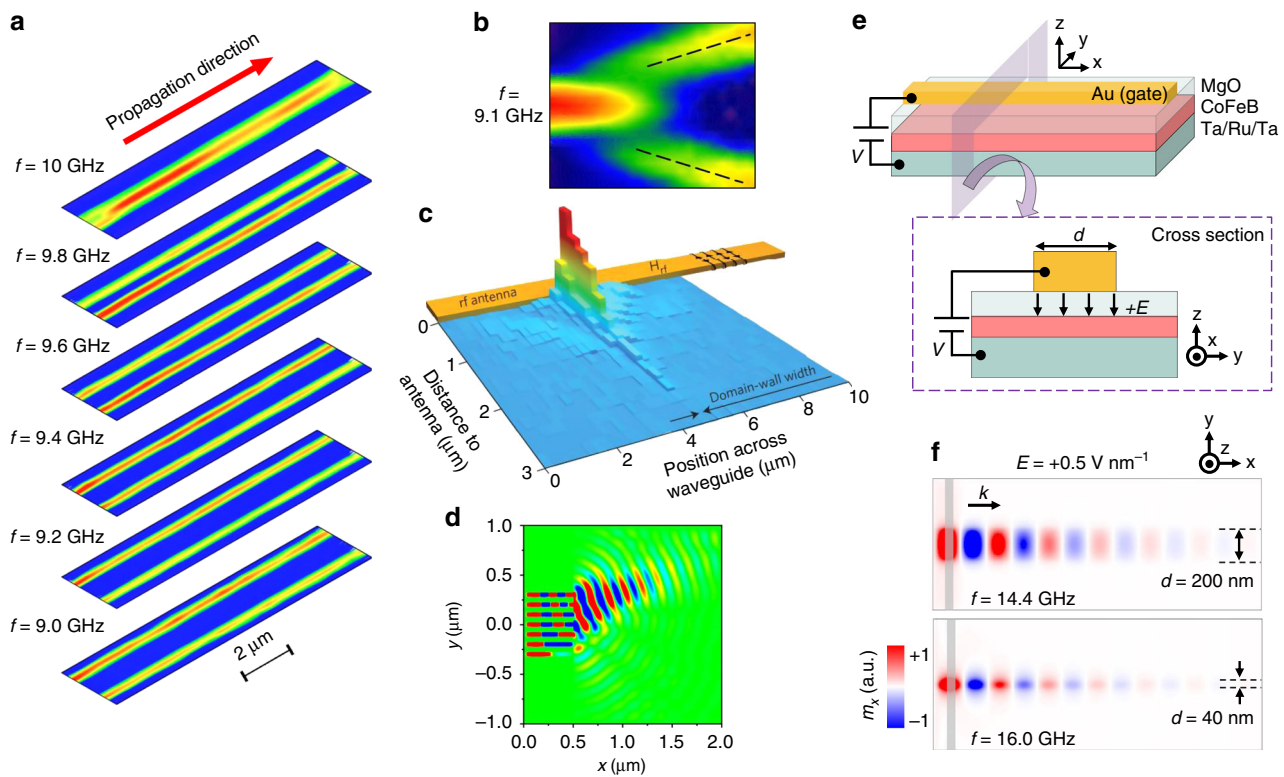 a
Propagation direction
f = 10 GHz
f = 9.8 GHz
f = 9.6 GHz
f = 9.4 GHz
f = 9.2 GHz
f = 9.0 GHz
2 μm
b
f =
9.1 GHz
c
rf antenna
H_rf
0
1
2
3
Distance to
antenna (μm)
0
2
4
6
8
10
Domain-wall width
Position across
waveguide (μm)
d
1.0
0.5
0.0
–0.5
–1.0
y (μm)
0.0
0.5
1.0
1.5
2.0
x (μm)
e
z
y
x
Au (gate)
MgO
CoFeB
Ta/Ru/Ta
V
Cross section
d
+E
V
z
x
y
f
E = +0.5 V nm⁻¹
y
z
x
k
d = 200 nm
f = 14.4 GHz
+1
–1
m_x (a.u.)
d = 40 nm
f = 16.0 GHz